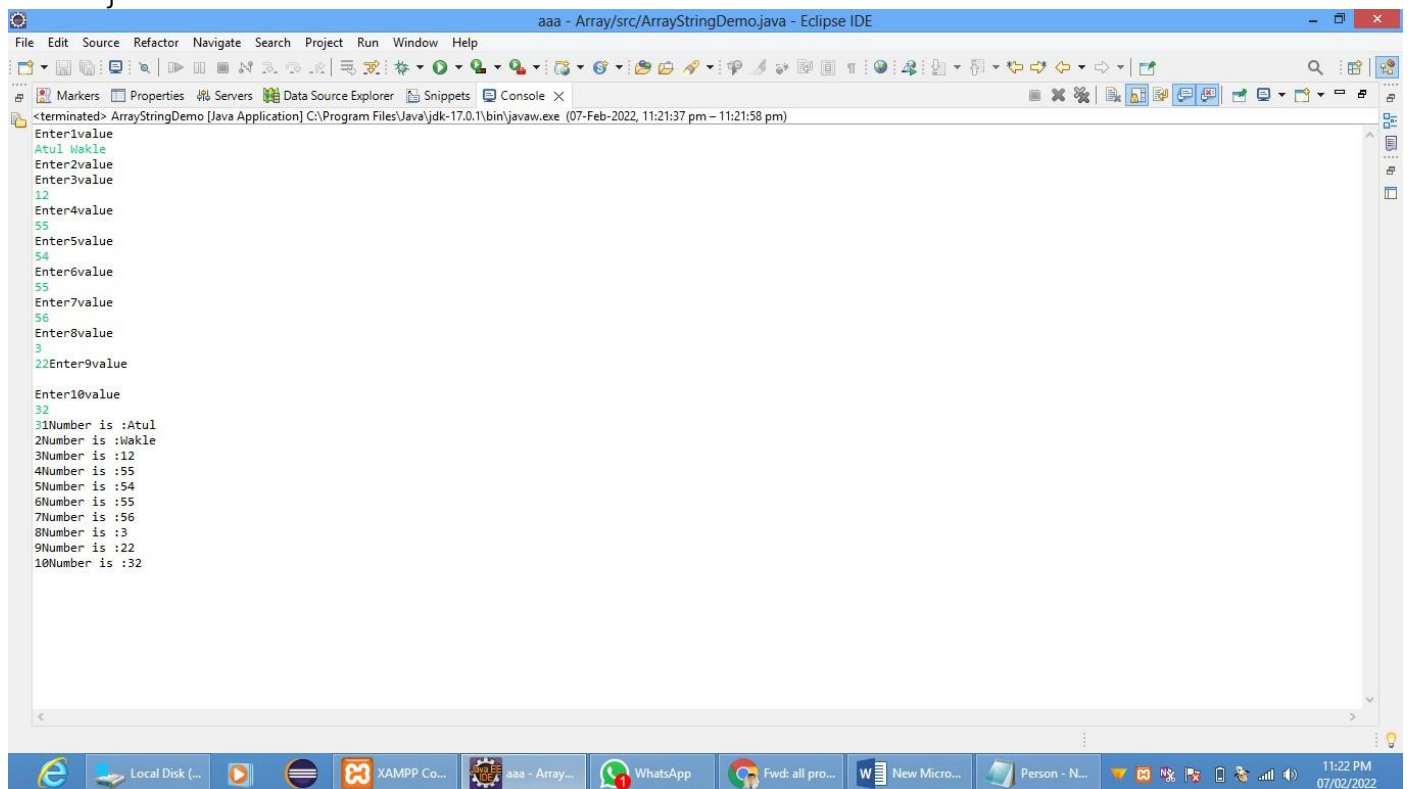 aaa - Array/src/ArrayStringDemo.java - Eclipse IDE
File Edit Source Refactor Navigate Search Project Run Window Help
Markers Properties Servers Data Source Explorer Snippets Console
<terminated> ArrayStringDemo [Java Application] C:\Program Files\Java\jdk-17.0.1\bin\javaw.exe (07-Feb-2022, 11:21:37 pm – 11:21:58 pm)
Enter1value
Atul Wakle
Enter2value
Enter3value
12
Enter4value
55
Enter5value
54
Enter6value
55
Enter7value
56
Enter8value
3
22Enter9value
Enter10value
32
31Number is :Atul
2Number is :Wakle
3Number is :12
4Number is :55
5Number is :54
6Number is :55
7Number is :56
8Number is :3
9Number is :22
10Number is :32
Local Disk (... XAMPP Co... Java EE IDE aaa - Array... 1 WhatsApp Fwd: all pro... New Micro... Person - N... 11:22 PM
07/02/2022